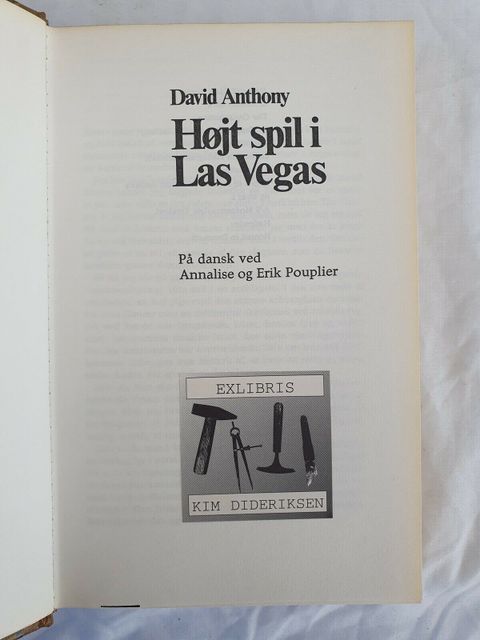 David Anthony
Højt spil i
Las Vegas
På dansk ved
Annalise og Erik Pouplier
EXLIBRIS
KIM DIDERIKSEN